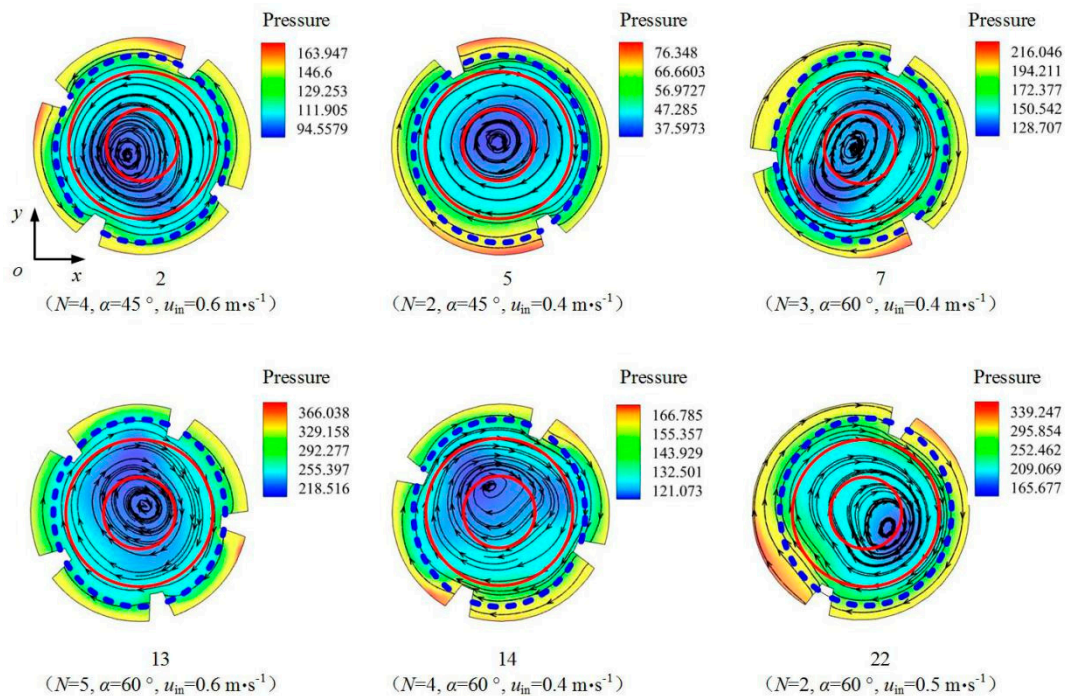 Pressure
163.947
146.6
129.253
111.905
94.5579
y
o
x
2
（N=4, α=45 °, uin=0.6 m•s-1）
Pressure
76.348
66.6603
56.9727
47.285
37.5973
5
（N=2, α=45 °, uin=0.4 m•s-1）
Pressure
216.046
194.211
172.377
150.542
128.707
7
（N=3, α=60 °, uin=0.4 m•s-1）
Pressure
366.038
329.158
292.277
255.397
218.516
13
（N=5, α=60 °, uin=0.6 m•s-1）
Pressure
166.785
155.357
143.929
132.501
121.073
14
（N=4, α=60 °, uin=0.4 m•s-1）
Pressure
339.247
295.854
252.462
209.069
165.677
22
（N=2, α=60 °, uin=0.5 m•s-1）